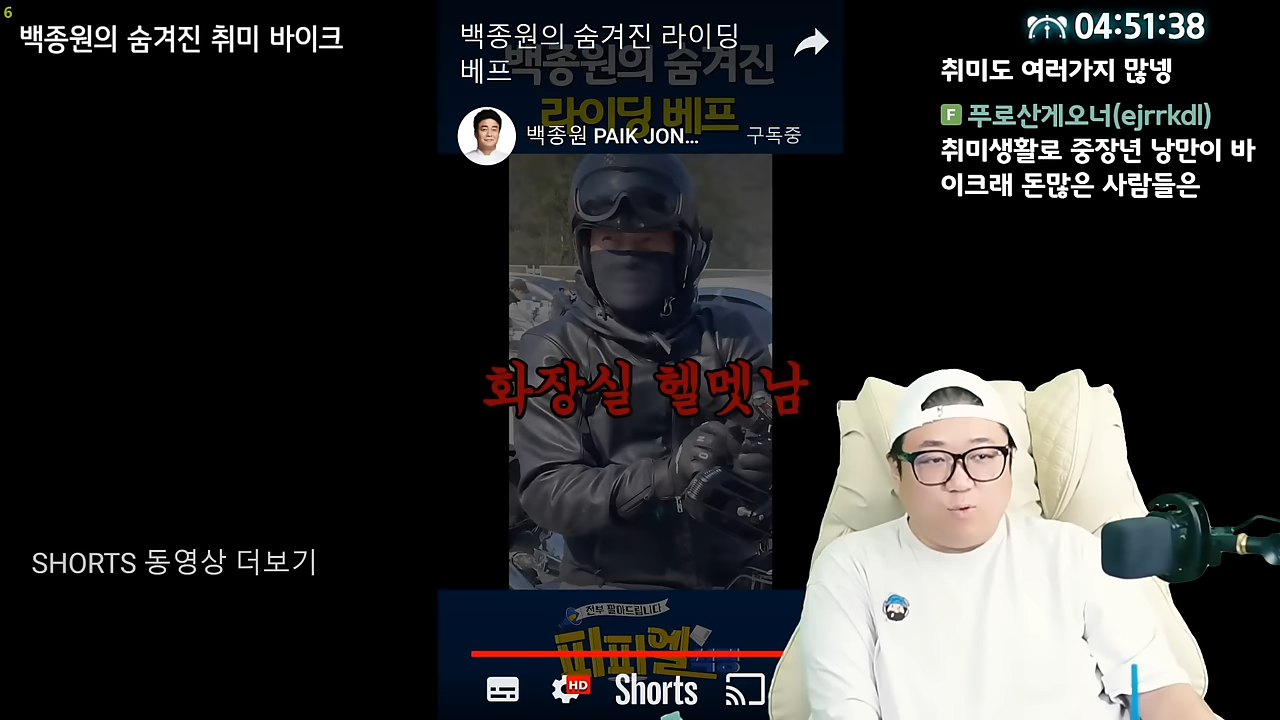 6
백종원의 숨겨진 취미 바이크
백종원의 숨겨진 라이딩
베프
백종원의 숨겨진
라이딩 베프
백종원 PAIK JON...
구독중
화장실 헬멧남
SHORTS 동영상 더보기
전부 팔아드립니다
피피엘
HD
Shorts
04:51:38
취미도 여러가지 많넹
F 푸로산게오너(ejrrkdl)
취미생활로 중장년 낭만이 바
이크래 돈많은 사람들은